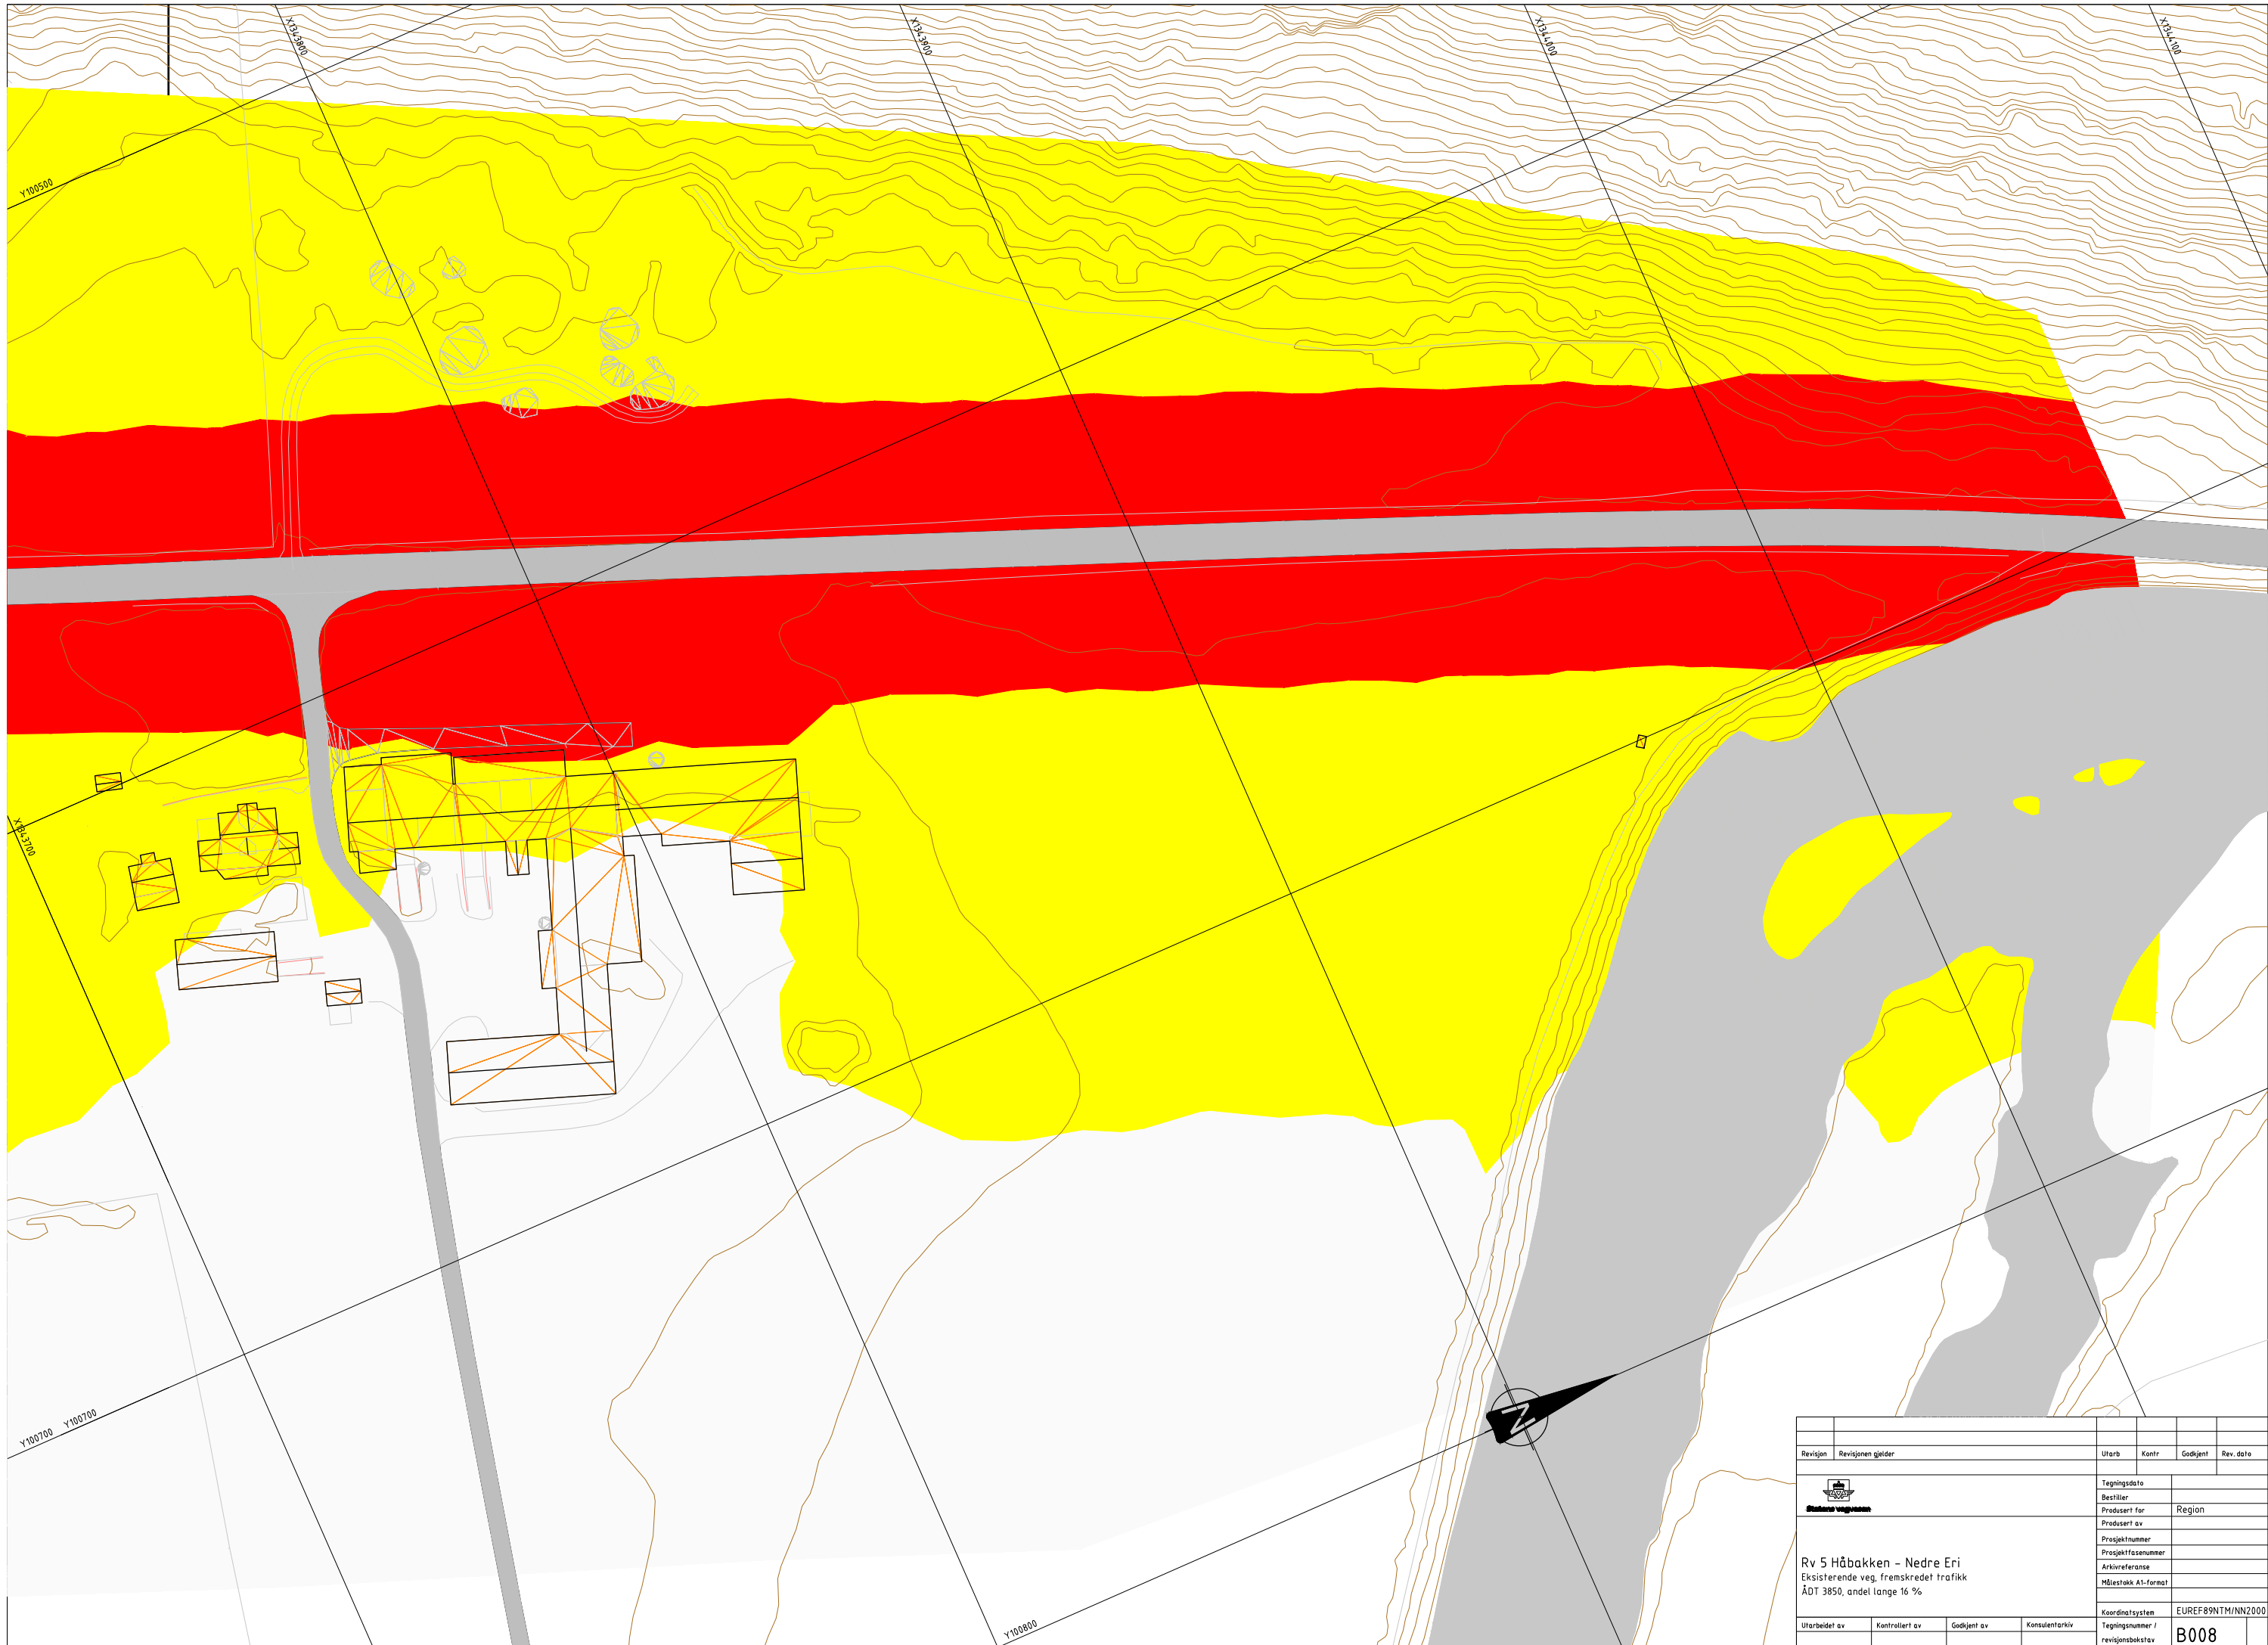 X1343800
X1343900
X1344000
X1344100
Y100500
X1343700
Y100700
Y100700
Y100800
N
Revisjon Revisjonen gjelder Utarb Kontr Godkjent Rev. dato
Statens vegvesen
Tegningsdato
Bestiller
Produsert for Region
Produsert av
Prosjektnummer
Prosjektfasenummer
Arkivreferanse
Målestokk A1-format
Rv 5 Håbakken - Nedre Eri
Eksisterende veg, fremskredet trafikk
ÅDT 3850, andel lange 16 %
Koordinatsystem EUREF89NTM/NN2000
Utarbeidet av Kontrollert av Godkjent av Konsulentarkiv
Tegningsnummer /
revisjonsbokstav B008